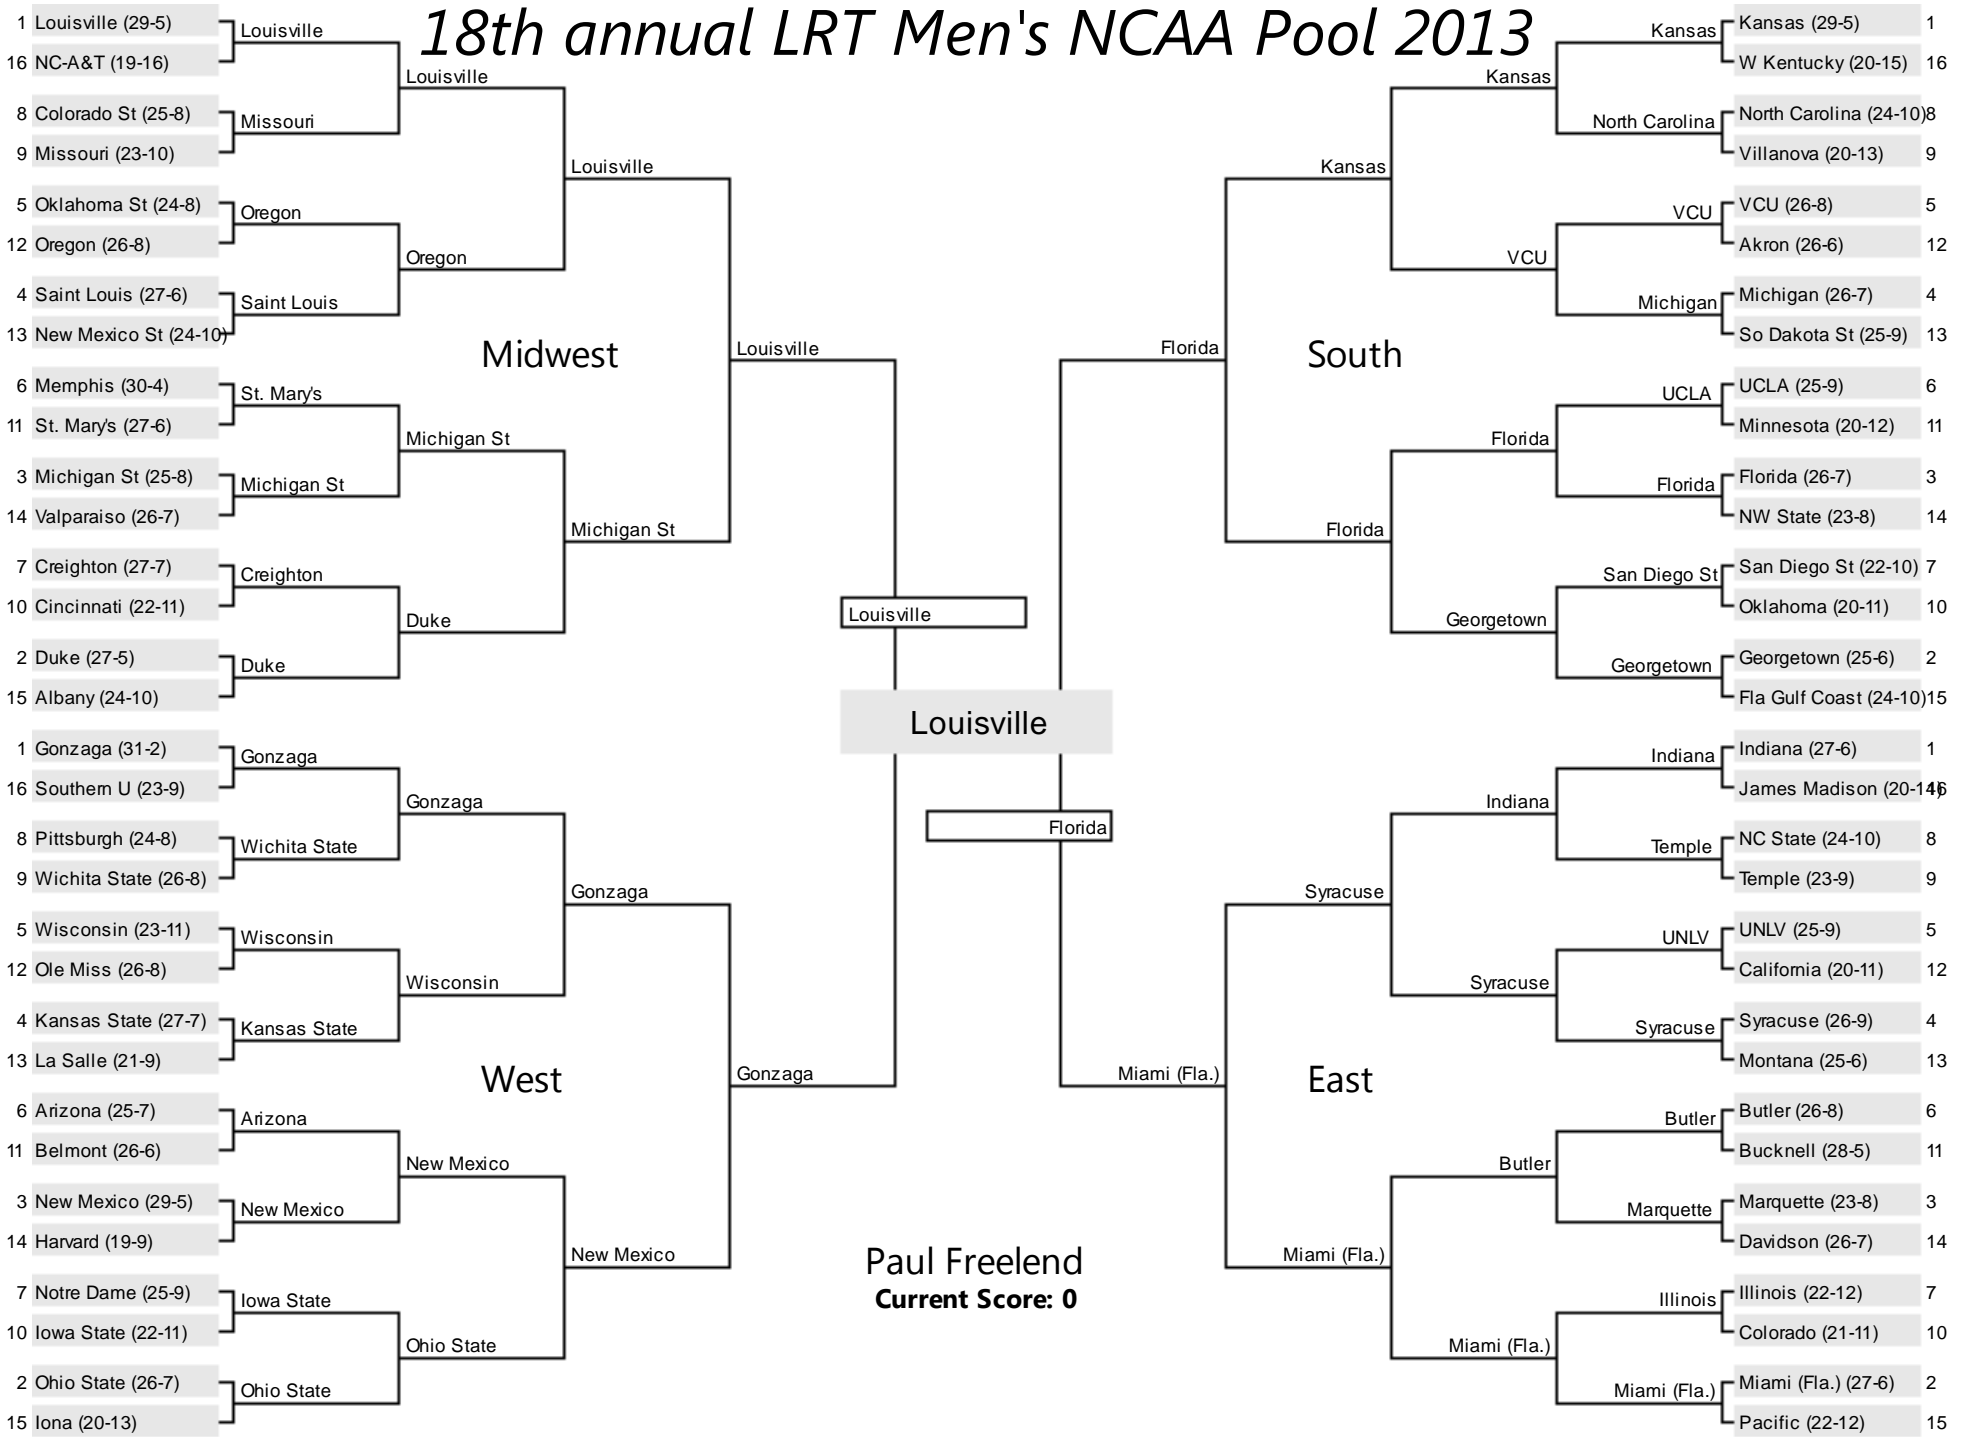 18th annual LRT Men's NCAA Pool 2013
1 Louisville (29-5)
16 NC-A&T (19-16)
8 Colorado St (25-8)
9 Missouri (23-10)
5 Oklahoma St (24-8)
12 Oregon (26-8)
4 Saint Louis (27-6)
13 New Mexico St (24-10)
6 Memphis (30-4)
11 St. Mary's (27-6)
3 Michigan St (25-8)
14 Valparaiso (26-7)
7 Creighton (27-7)
10 Cincinnati (22-11)
2 Duke (27-5)
15 Albany (24-10)
Louisville
Missouri
Oregon
Saint Louis
St. Mary's
Michigan St
Creighton
Duke
Louisville
Oregon
Michigan St
Duke
Louisville
Michigan St
Midwest
Louisville
1 Gonzaga (31-2)
16 Southern U (23-9)
8 Pittsburgh (24-8)
9 Wichita State (26-8)
5 Wisconsin (23-11)
12 Ole Miss (26-8)
4 Kansas State (27-7)
13 La Salle (21-9)
6 Arizona (25-7)
11 Belmont (26-6)
3 New Mexico (29-5)
14 Harvard (19-9)
7 Notre Dame (25-9)
10 Iowa State (22-11)
2 Ohio State (26-7)
15 Iona (20-13)
Gonzaga
Wichita State
Wisconsin
Kansas State
Arizona
New Mexico
Iowa State
Ohio State
Gonzaga
Wisconsin
New Mexico
Ohio State
Gonzaga
New Mexico
West
Gonzaga
Louisville
Louisville
Florida
Paul Freelend
Current Score: 0
Kansas (29-5) 1
W Kentucky (20-15) 16
North Carolina (24-10) 8
Villanova (20-13) 9
VCU (26-8) 5
Akron (26-6) 12
Michigan (26-7) 4
So Dakota St (25-9) 13
UCLA (25-9) 6
Minnesota (20-12) 11
Florida (26-7) 3
NW State (23-8) 14
San Diego St (22-10) 7
Oklahoma (20-11) 10
Georgetown (25-6) 2
Fla Gulf Coast (24-10) 15
Kansas
North Carolina
VCU
Michigan
UCLA
Florida
San Diego St
Georgetown
Kansas
VCU
Florida
Georgetown
Kansas
Florida
South
Florida
Indiana (27-6) 1
James Madison (20-14) 16
NC State (24-10) 8
Temple (23-9) 9
UNLV (25-9) 5
California (20-11) 12
Syracuse (26-9) 4
Montana (25-6) 13
Butler (26-8) 6
Bucknell (28-5) 11
Marquette (23-8) 3
Davidson (26-7) 14
Illinois (22-12) 7
Colorado (21-11) 10
Miami (Fla.) (27-6) 2
Pacific (22-12) 15
Indiana
Temple
UNLV
Syracuse
Butler
Marquette
Illinois
Miami (Fla.)
Indiana
Syracuse
Butler
Miami (Fla.)
Syracuse
Miami (Fla.)
East
Miami (Fla.)